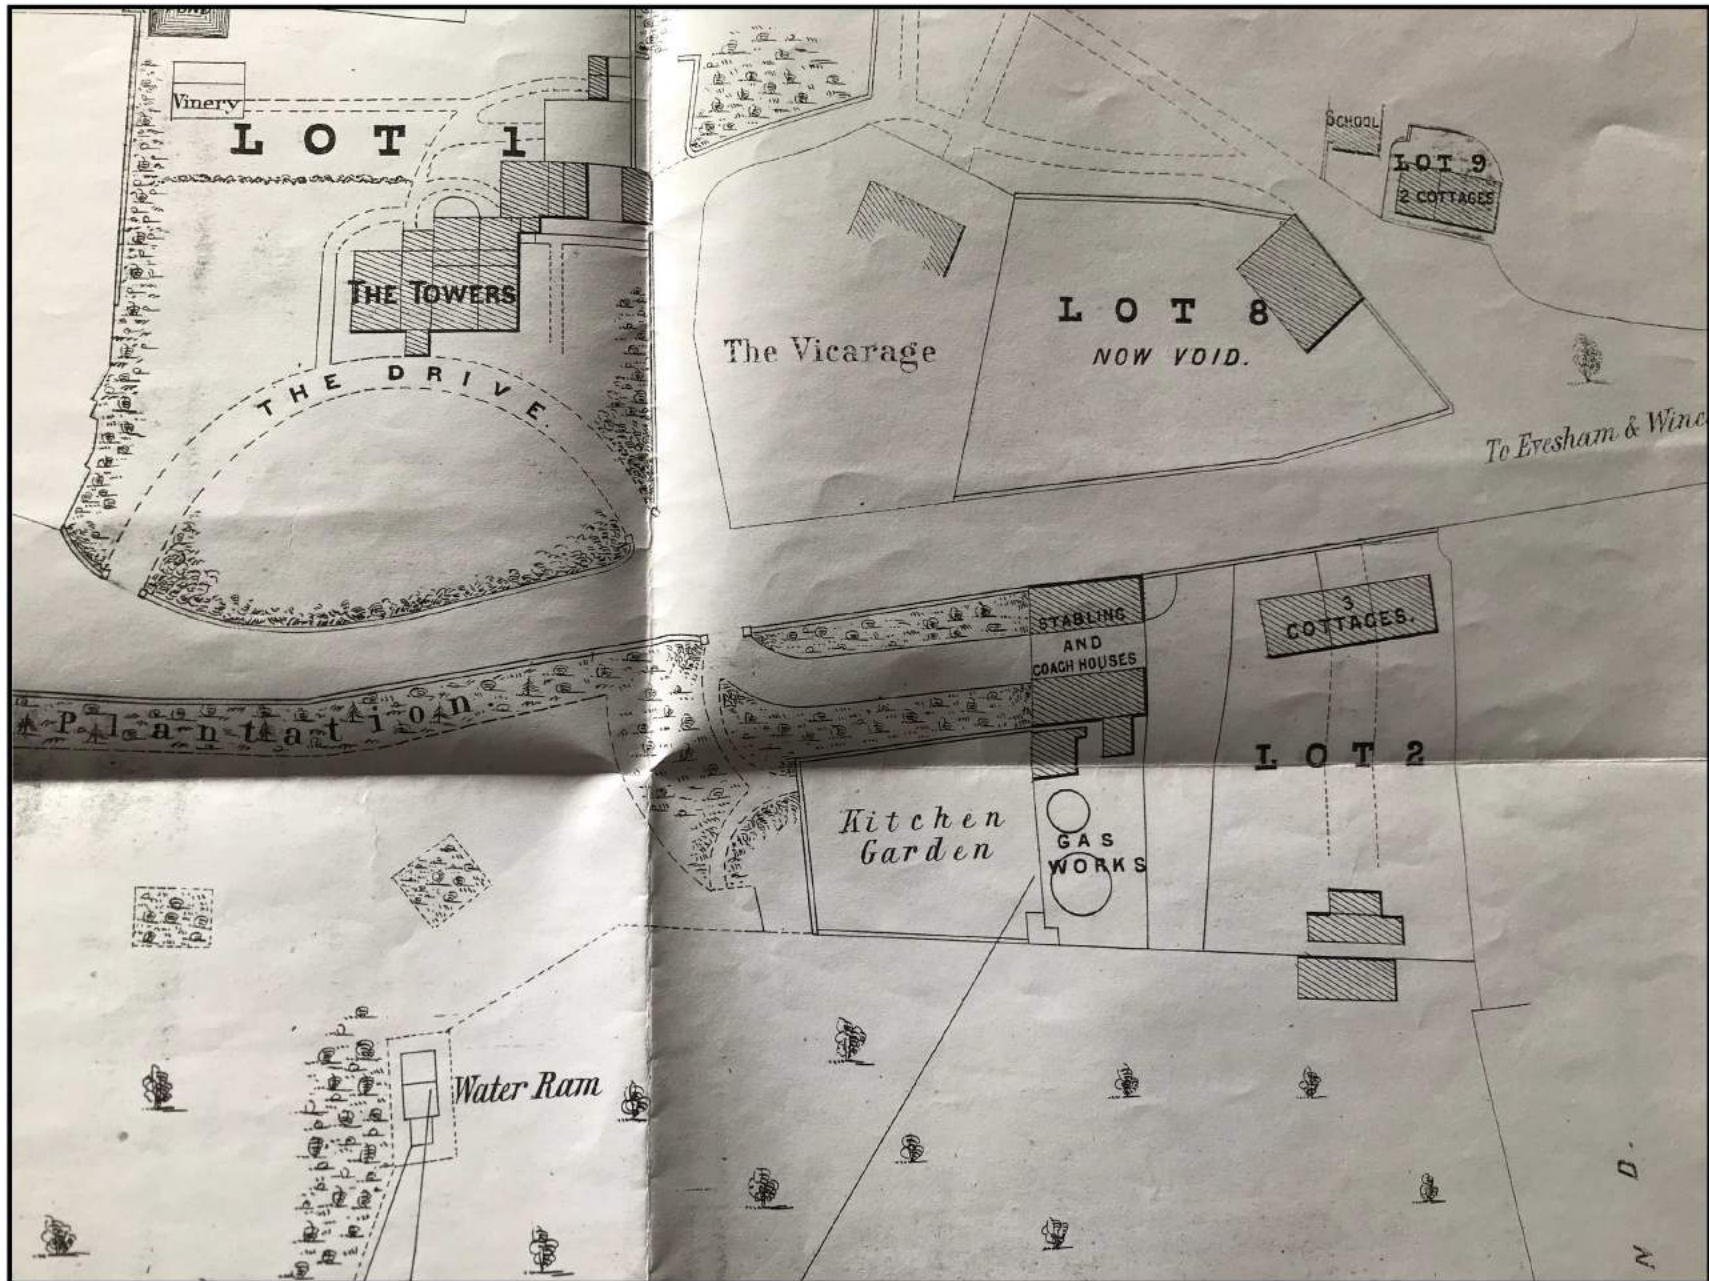 POND
Vinery
LOT 1
THE TOWERS
THE DRIVE.
SCHOOL
LOT 9
2 COTTAGES
The Vicarage
LOT 8
NOW VOID.
To Evesham & Winc
STABLING
AND
COACH HOUSES
3
COTTAGES.
Plantation.
LOT 2
Kitchen
Garden
GAS
WORKS
Water Ram
N D.